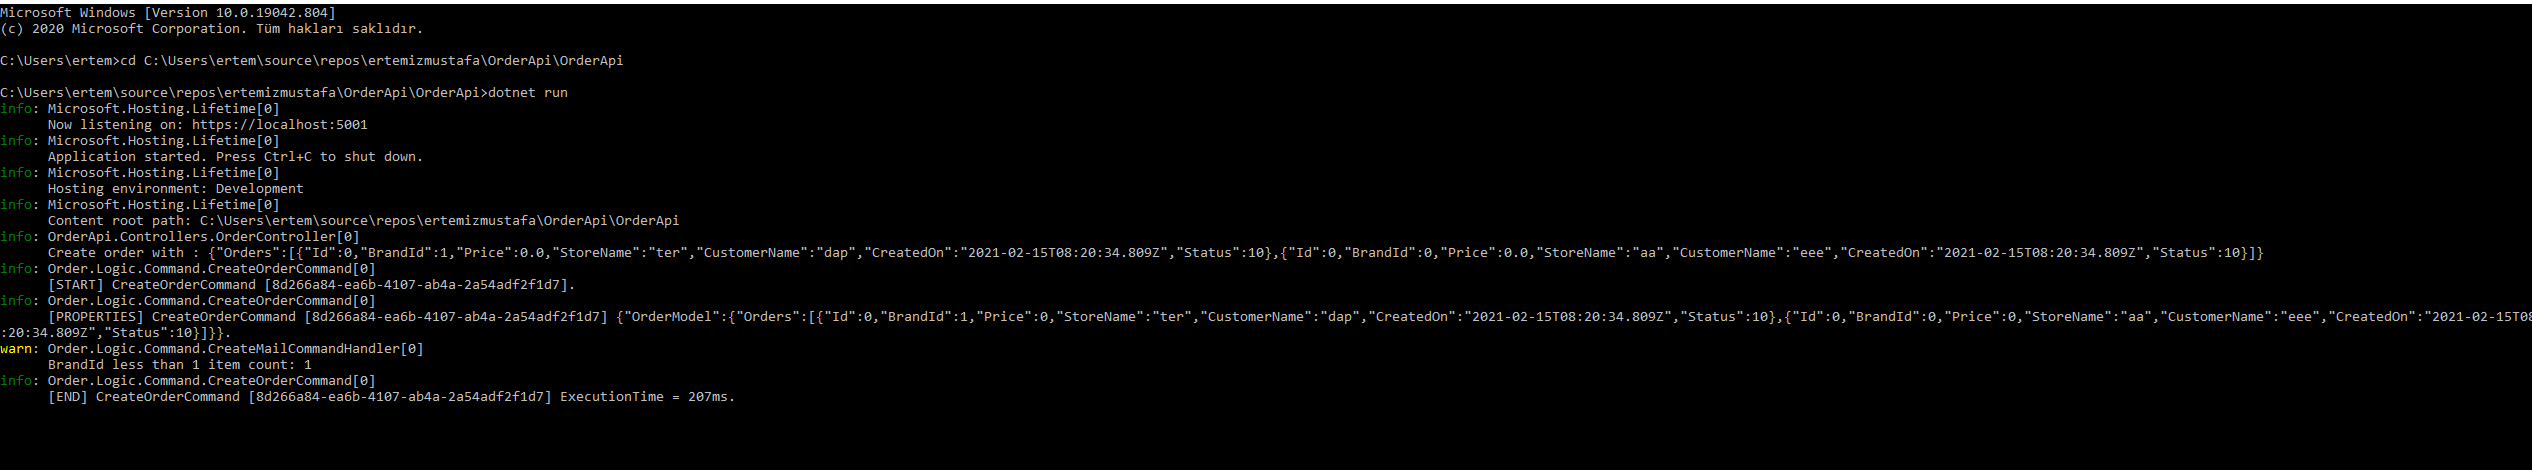 Microsoft Windows [Version 10.0.19042.804]
(c) 2020 Microsoft Corporation. Tüm hakları saklıdır.
C:\Users\ertem>cd C:\Users\ertem\source\repos\ertemizmustafa\OrderApi\OrderApi
C:\Users\ertem\source\repos\ertemizmustafa\OrderApi\OrderApi>dotnet run
info: Microsoft.Hosting.Lifetime[0]
Now listening on: https://localhost:5001
info: Microsoft.Hosting.Lifetime[0]
Application started. Press Ctrl+C to shut down.
info: Microsoft.Hosting.Lifetime[0]
Hosting environment: Development
info: Microsoft.Hosting.Lifetime[0]
Content root path: C:\Users\ertem\source\repos\ertemizmustafa\OrderApi\OrderApi
info: OrderApi.Controllers.OrderController[0]
Create order with : {"Orders":[{"Id":0,"BrandId":1,"Price":0.0,"StoreName":"ter","CustomerName":"dap","CreatedOn":"2021-02-15T08:20:34.809Z","Status":10},{"Id":0,"BrandId":0,"Price":0.0,"StoreName":"aa","CustomerName":"eee","CreatedOn":"2021-02-15T08:20:34.809Z","Status":10}]}
info: Order.Logic.Command.CreateOrderCommand[0]
[START] CreateOrderCommand [8d266a84-ea6b-4107-ab4a-2a54adf2f1d7].
info: Order.Logic.Command.CreateOrderCommand[0]
[PROPERTIES] CreateOrderCommand [8d266a84-ea6b-4107-ab4a-2a54adf2f1d7] {"OrderModel":{"Orders":[{"Id":0,"BrandId":1,"Price":0,"StoreName":"ter","CustomerName":"dap","CreatedOn":"2021-02-15T08:20:34.809Z","Status":10},{"Id":0,"BrandId":0,"Price":0,"StoreName":"aa","CustomerName":"eee","CreatedOn":"2021-02-15T08
:20:34.809Z","Status":10}]}}.
warn: Order.Logic.Command.CreateMailCommandHandler[0]
BrandId less than 1 item count: 1
info: Order.Logic.Command.CreateOrderCommand[0]
[END] CreateOrderCommand [8d266a84-ea6b-4107-ab4a-2a54adf2f1d7] ExecutionTime = 207ms.